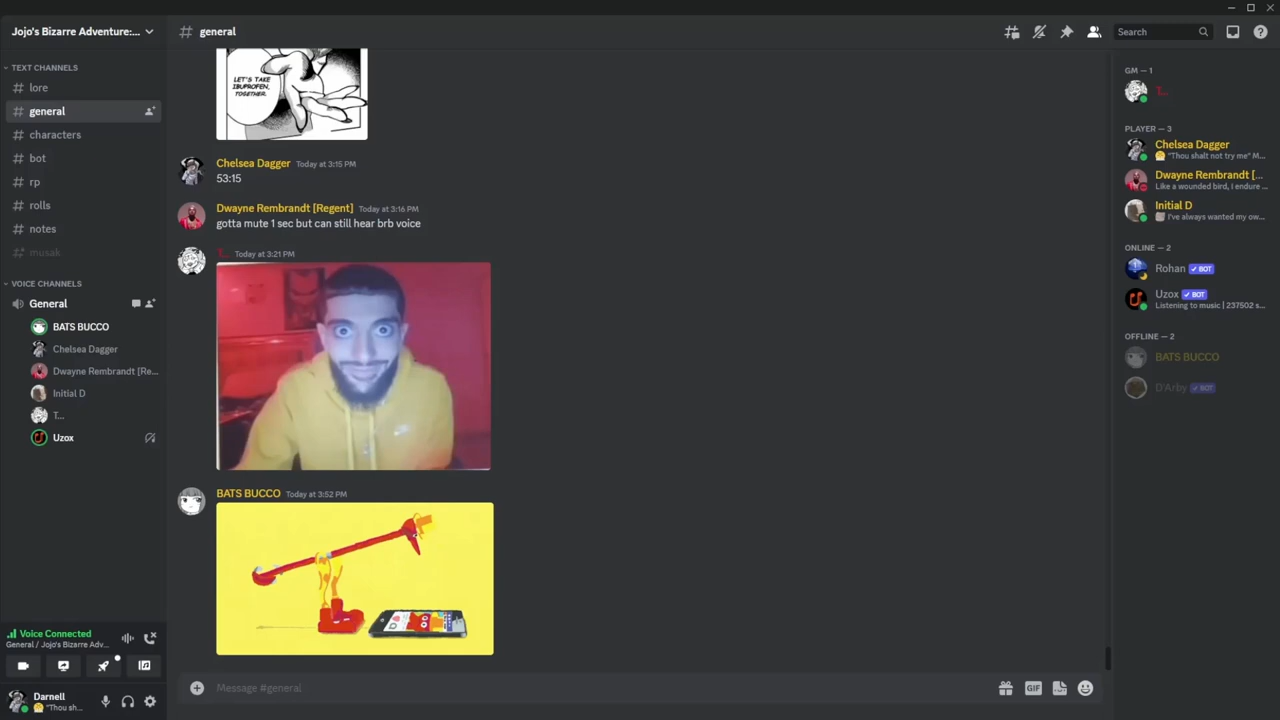 Jojo's Bizarre Adventure:...
TEXT CHANNELS
lore
general
characters
bot
rp
rolls
notes
musak
VOICE CHANNELS
General
BATS BUCCO
Chelsea Dagger
Dwayne Rembrandt [Re...
Initial D
T...
Uzox
Voice Connected
General / Jojo's Bizarre Adv...
Darnell
"Thou sh...
# general
LET'S TAKE
IBUPROFEN,
TOGETHER.
Chelsea Dagger Today at 3:15 PM
53:15
Dwayne Rembrandt [Regent] Today at 3:16 PM
gotta mute 1 sec but can still hear brb voice
T... Today at 3:21 PM
BATS BUCCO Today at 3:52 PM
Message #general
GIF
Search
GM — 1
T...
PLAYER — 3
Chelsea Dagger
"Thou shalt not try me" M...
Dwayne Rembrandt [...
Like a wounded bird, I endure ...
Initial D
I've always wanted my ow...
ONLINE — 2
Rohan ✓ BOT
Uzox ✓ BOT
Listening to music | 237502 s...
OFFLINE — 2
BATS BUCCO
D'Arby ✓ BOT